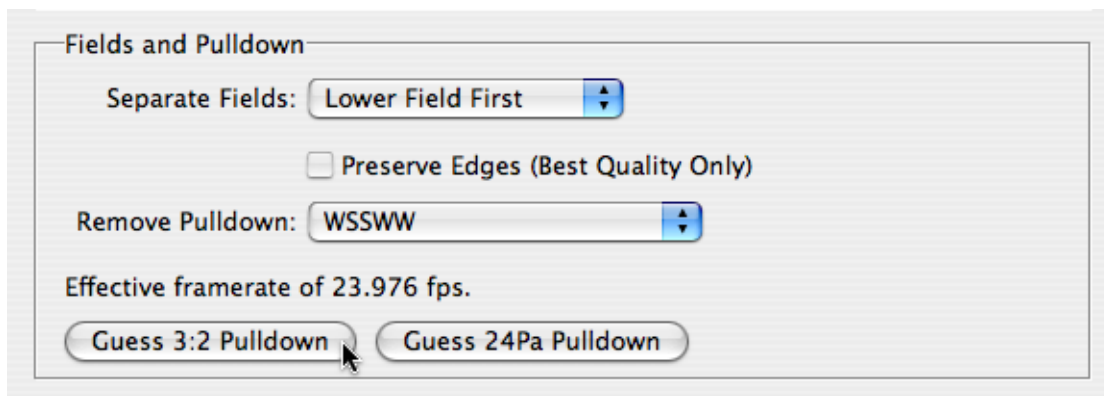 Fields and Pulldown
Separate Fields: Lower Field First
Preserve Edges (Best Quality Only)
Remove Pulldown: WSSWW
Effective framerate of 23.976 fps.
Guess 3:2 Pulldown Guess 24Pa Pulldown